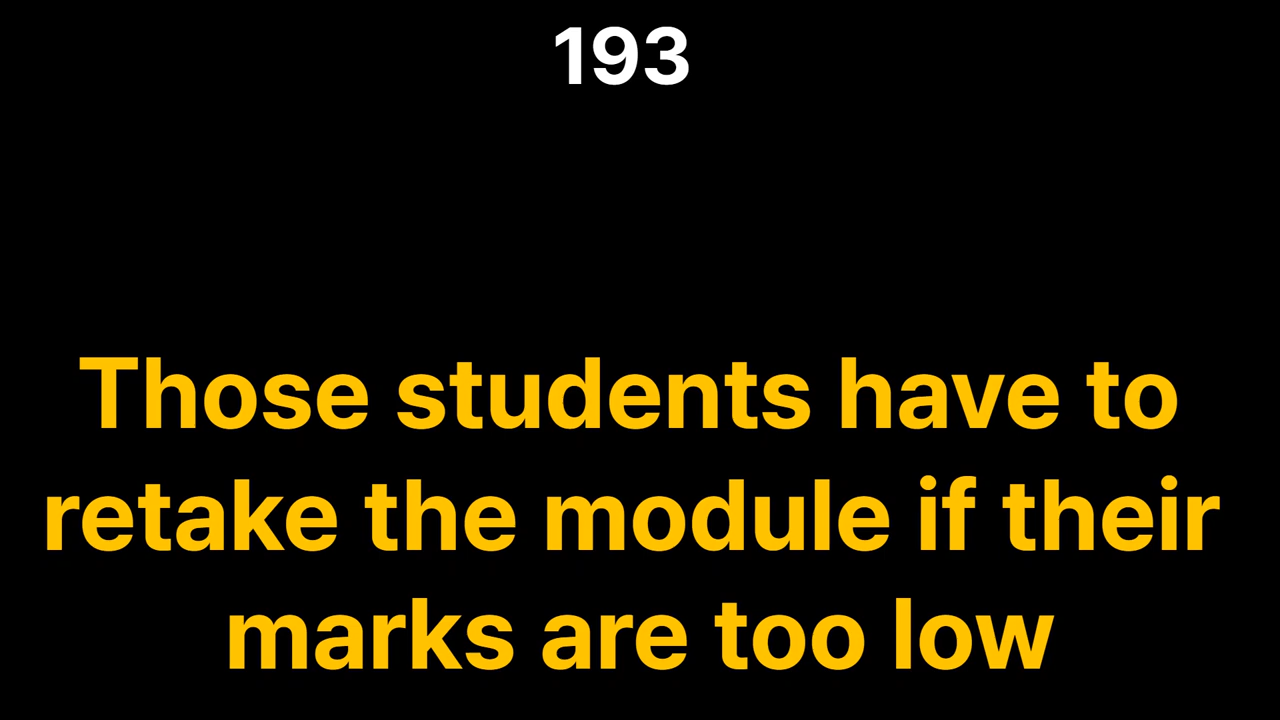 193
Those students have to
retake the module if their
marks are too low